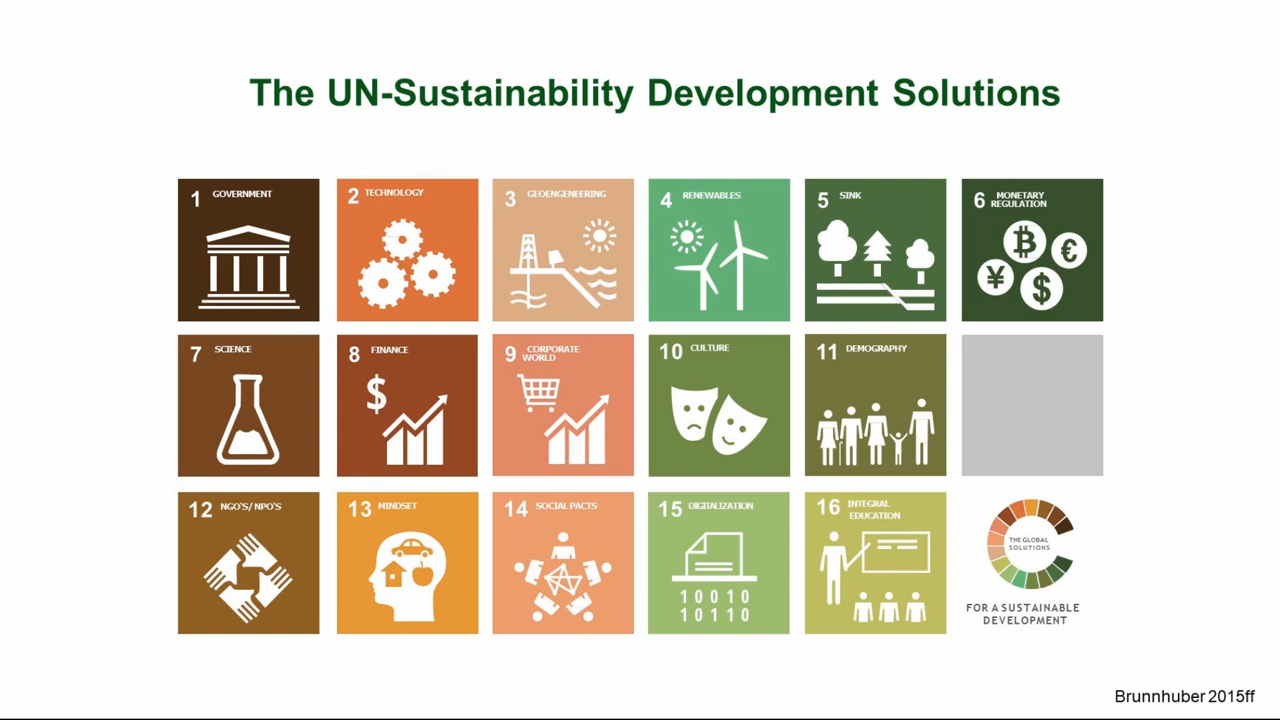 The UN-Sustainability Development Solutions
1 GOVERNMENT
2 TECHNOLOGY
3 GEOENGENEERING
4 RENEWABLES
5 SINK
6 MONETARY
REGULATION
7 SCIENCE
8 FINANCE
$
9 CORPORATE
WORLD
10 CULTURE
11 DEMOGRAPHY
12 NGO'S/ NPO'S
13 MINDSET
14 SOCIAL PACTS
15 DIGITALIZATION
10010
10110
16 INTEGRAL
EDUCATION
THE GLOBAL
SOLUTIONS
FOR A SUSTAINABLE
DEVELOPMENT
Brunnhuber 2015ff